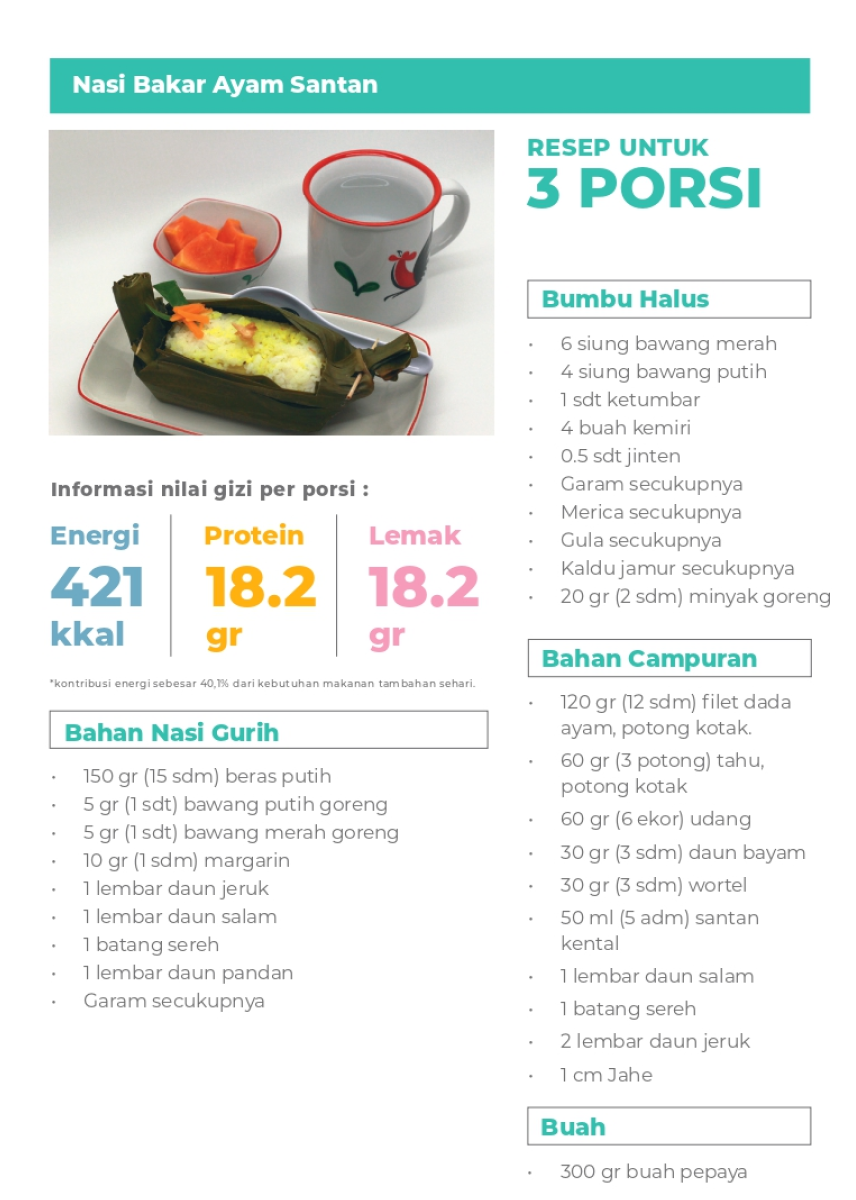 Nasi Bakar Ayam Santan
RESEP UNTUK
3 PORSI
Informasi nilai gizi per porsi :
Energi
421
kkal
Protein
18.2
gr
Lemak
18.2
gr
*kontribusi energi sebesar 40,1% dari kebutuhan makanan tambahan sehari.
Bahan Nasi Gurih
• 150 gr (15 sdm) beras putih
• 5 gr (1 sdt) bawang putih goreng
• 5 gr (1 sdt) bawang merah goreng
• 10 gr (1 sdm) margarin
• 1 lembar daun jeruk
• 1 lembar daun salam
• 1 batang sereh
• 1 lembar daun pandan
• Garam secukupnya
Bumbu Halus
• 6 siung bawang merah
• 4 siung bawang putih
• 1 sdt ketumbar
• 4 buah kemiri
• 0.5 sdt jinten
• Garam secukupnya
• Merica secukupnya
• Gula secukupnya
• Kaldu jamur secukupnya
• 20 gr (2 sdm) minyak goreng
Bahan Campuran
• 120 gr (12 sdm) filet dada
ayam, potong kotak.
• 60 gr (3 potong) tahu,
potong kotak
• 60 gr (6 ekor) udang
• 30 gr (3 sdm) daun bayam
• 30 gr (3 sdm) wortel
• 50 ml (5 adm) santan
kental
• 1 lembar daun salam
• 1 batang sereh
• 2 lembar daun jeruk
• 1 cm Jahe
Buah
• 300 gr buah pepaya